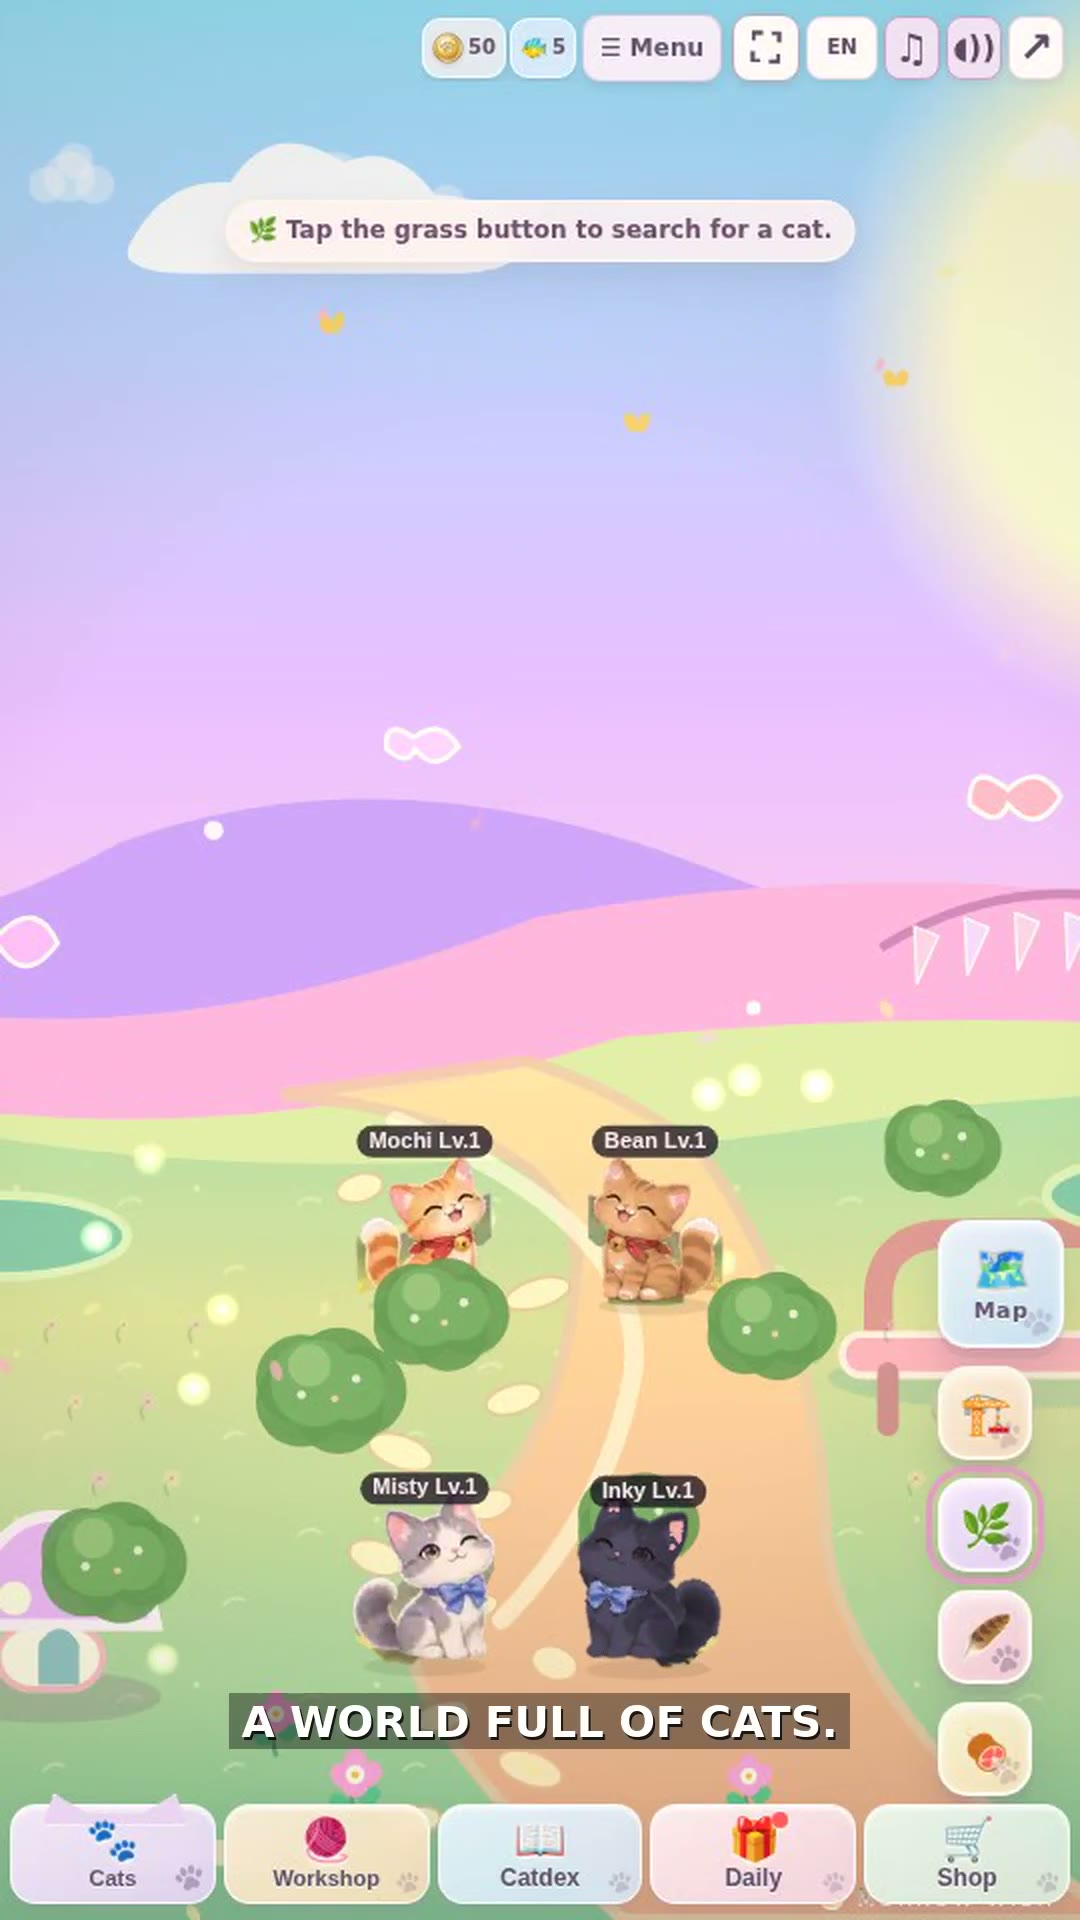 50
5
☰ Menu
EN
Tap the grass button to search for a cat.
Mochi Lv.1
Bean Lv.1
Map
Misty Lv.1
Inky Lv.1
A WORLD FULL OF CATS.
Cats
Workshop
Catdex
Daily
Shop